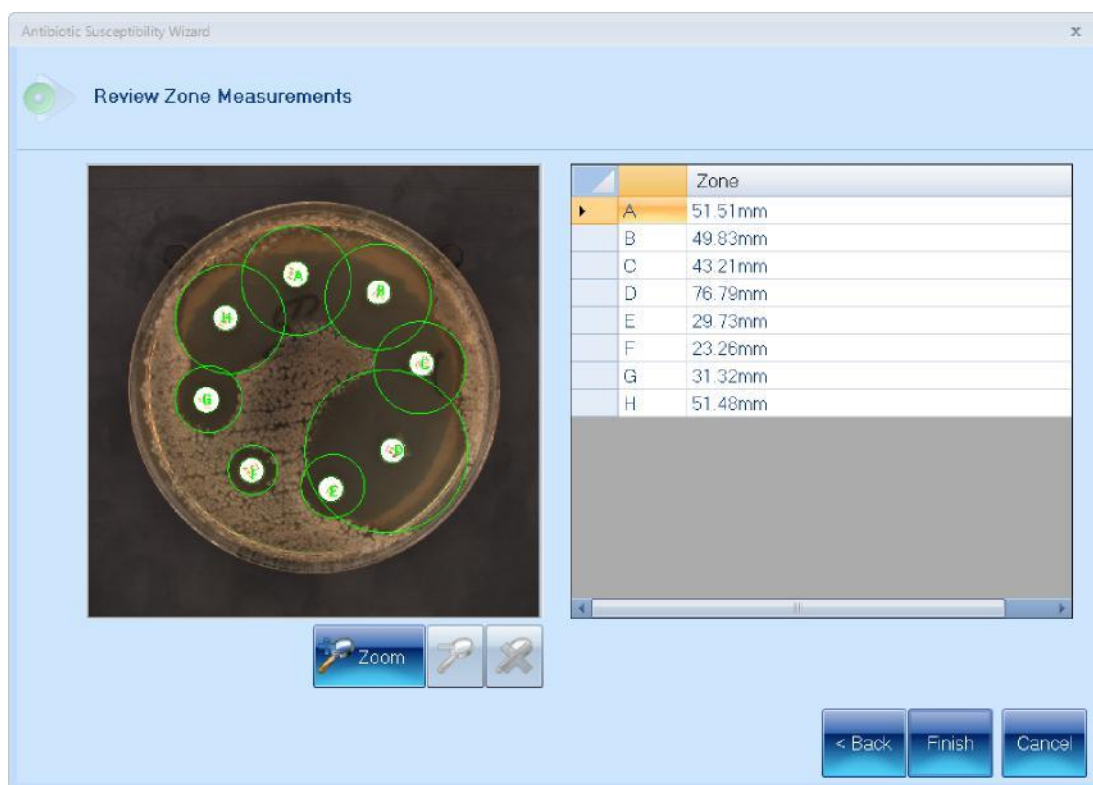 Antibiotic Susceptibility Wizard x
Review Zone Measurements
Zone
A 51.51mm
B 49.83mm
C 43.21mm
D 76.79mm
E 29.73mm
F 23.26mm
G 31.32mm
H 51.48mm
A
B
H
C
G
D
F
E
Zoom
< Back Finish Cancel